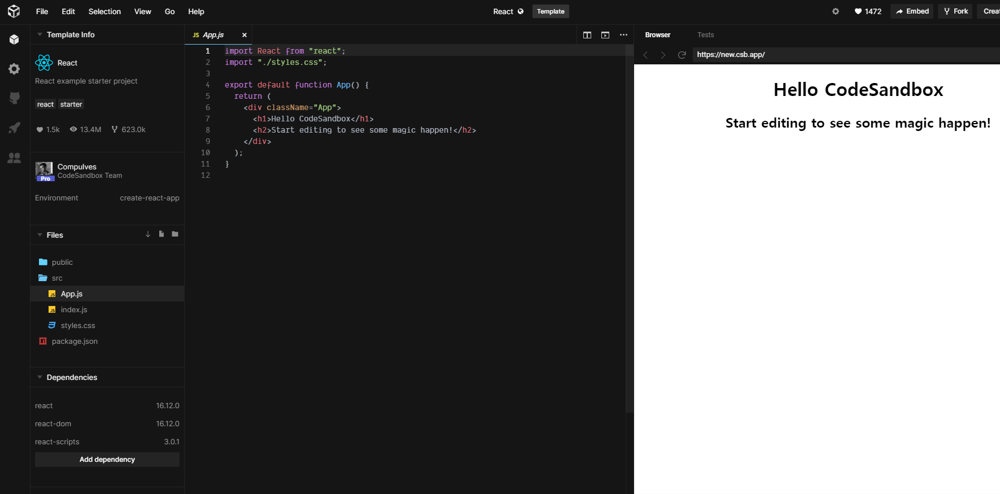 File Edit Selection View Go Help
React Template
1472 Embed Fork
Template Info
React
React example starter project
react starter
1.5k 13.4M 623.0k
Compulves
Pro
CodeSandbox Team
Environment create-react-app
Files
public
src
JS App.js
JS index.js
styles.css
package.json
Dependencies
react 16.12.0
react-dom 16.12.0
react-scripts 3.0.1
Add dependency
JS App.js
1 import React from "react";
2 import "./styles.css";
3
4 export default function App() {
5 return (
6 <div className="App">
7 <h1>Hello CodeSandbox</h1>
8 <h2>Start editing to see some magic happen!</h2>
9 </div>
10 );
11 }
12
Browser Tests
https://new.csb.app/
Hello CodeSandbox
Start editing to see some magic happen!